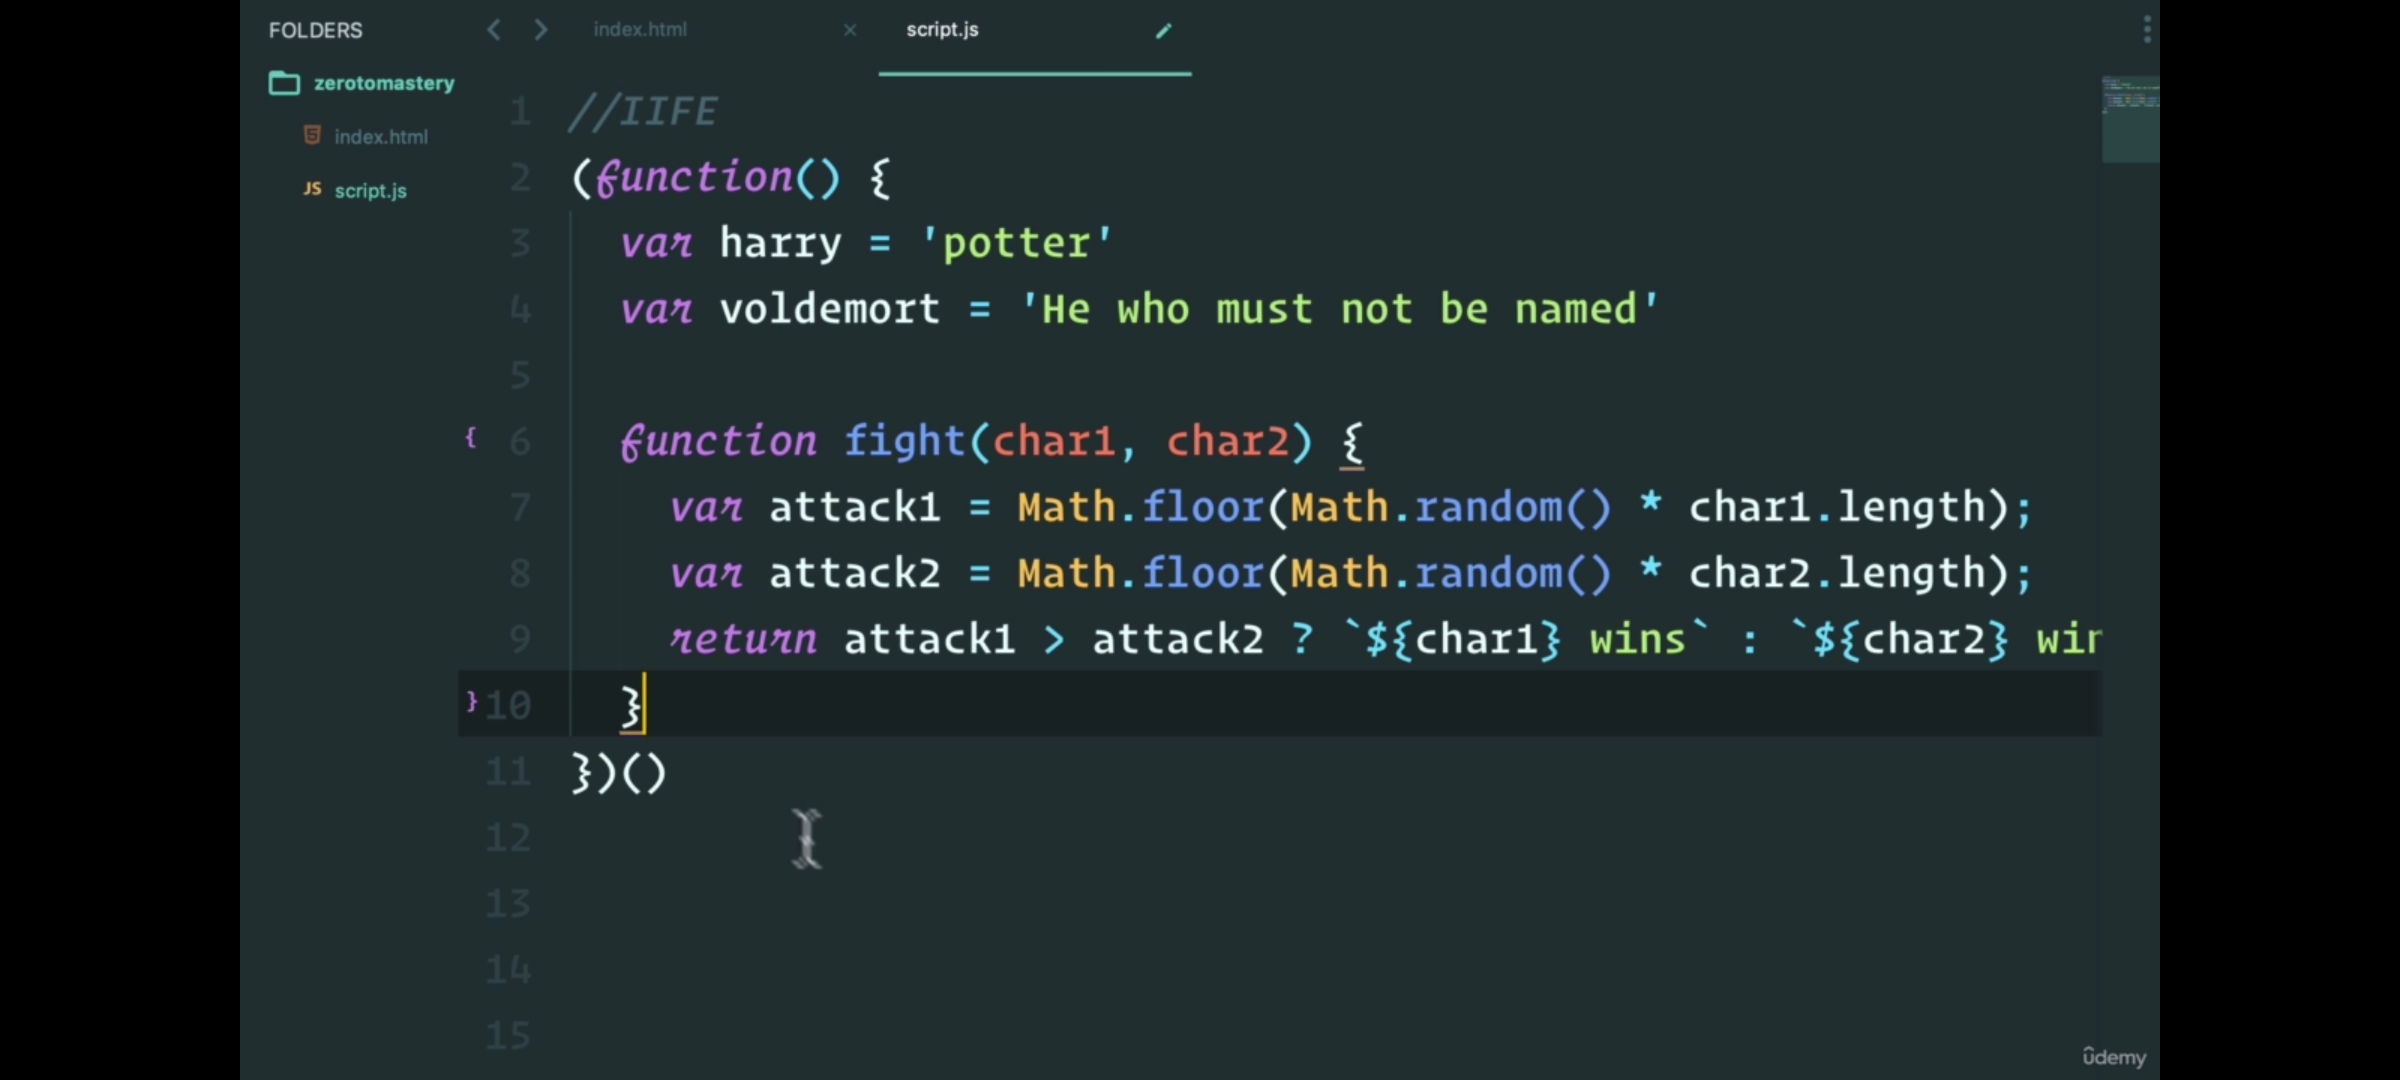 FOLDERS
index.html
script.js
zerotomastery
index.html
JS script.js
1 //IIFE
2 (function() {
3 var harry = 'potter'
4 var voldemort = 'He who must not be named'
5
{ 6 function fight(char1, char2) {
7 var attack1 = Math.floor(Math.random() * char1.length);
8 var attack2 = Math.floor(Math.random() * char2.length);
9 return attack1 > attack2 ? `${char1} wins` : `${char2} win
} 10 }
11 })()
12
13
14
15
ûdemy